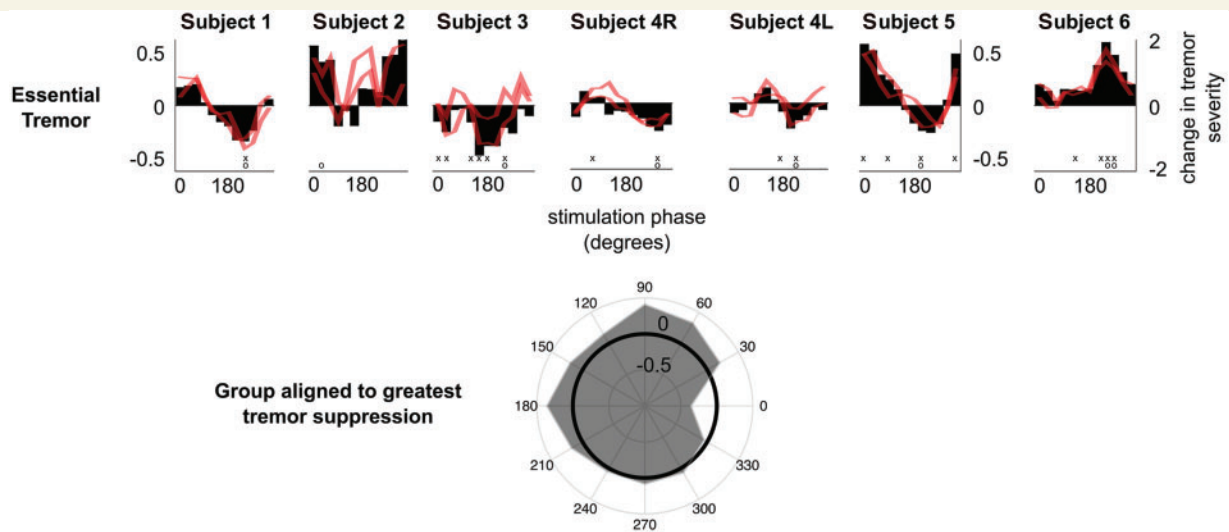 Subject 1 Subject 2 Subject 3 Subject 4R Subject 4L Subject 5 Subject 6
0.5 0.5 2
Essential
Tremor
0 0 0
-0.5 -0.5 -2
change in tremor
severity
x x x x x x x x x x x x x x x x x x x
o o o o o o o o
0 180 0 180 0 180 0 180 0 180 0 180 0 180
stimulation phase
(degrees)
90
120 60
0
150 30
-0.5
Group aligned to greatest
tremor suppression
180 0
210 330
240 300
270